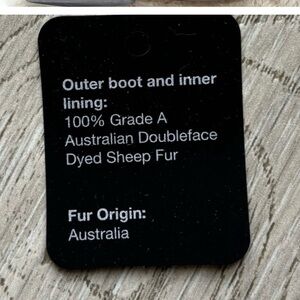 Outer boot and inner
lining:
100% Grade A
Australian Doubleface
Dyed Sheep Fur
Fur Origin:
Australia